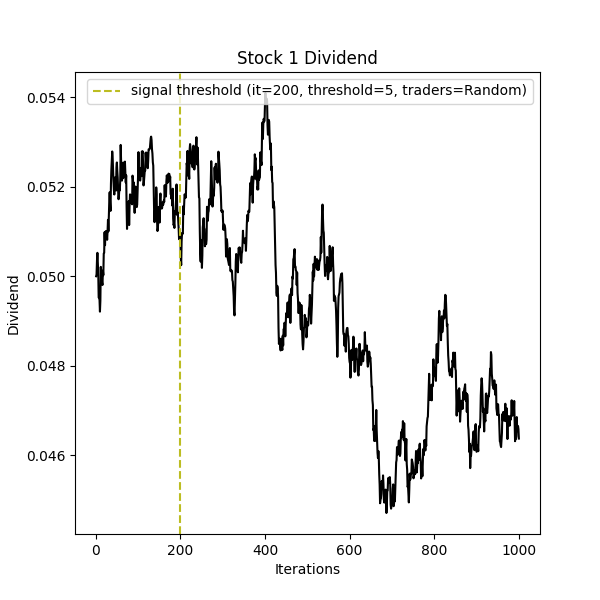 Stock 1 Dividend
signal threshold (it=200, threshold=5, traders=Random)
0.054
0.052
0.050
0.048
0.046
Dividend
0 200 400 600 800 1000
Iterations